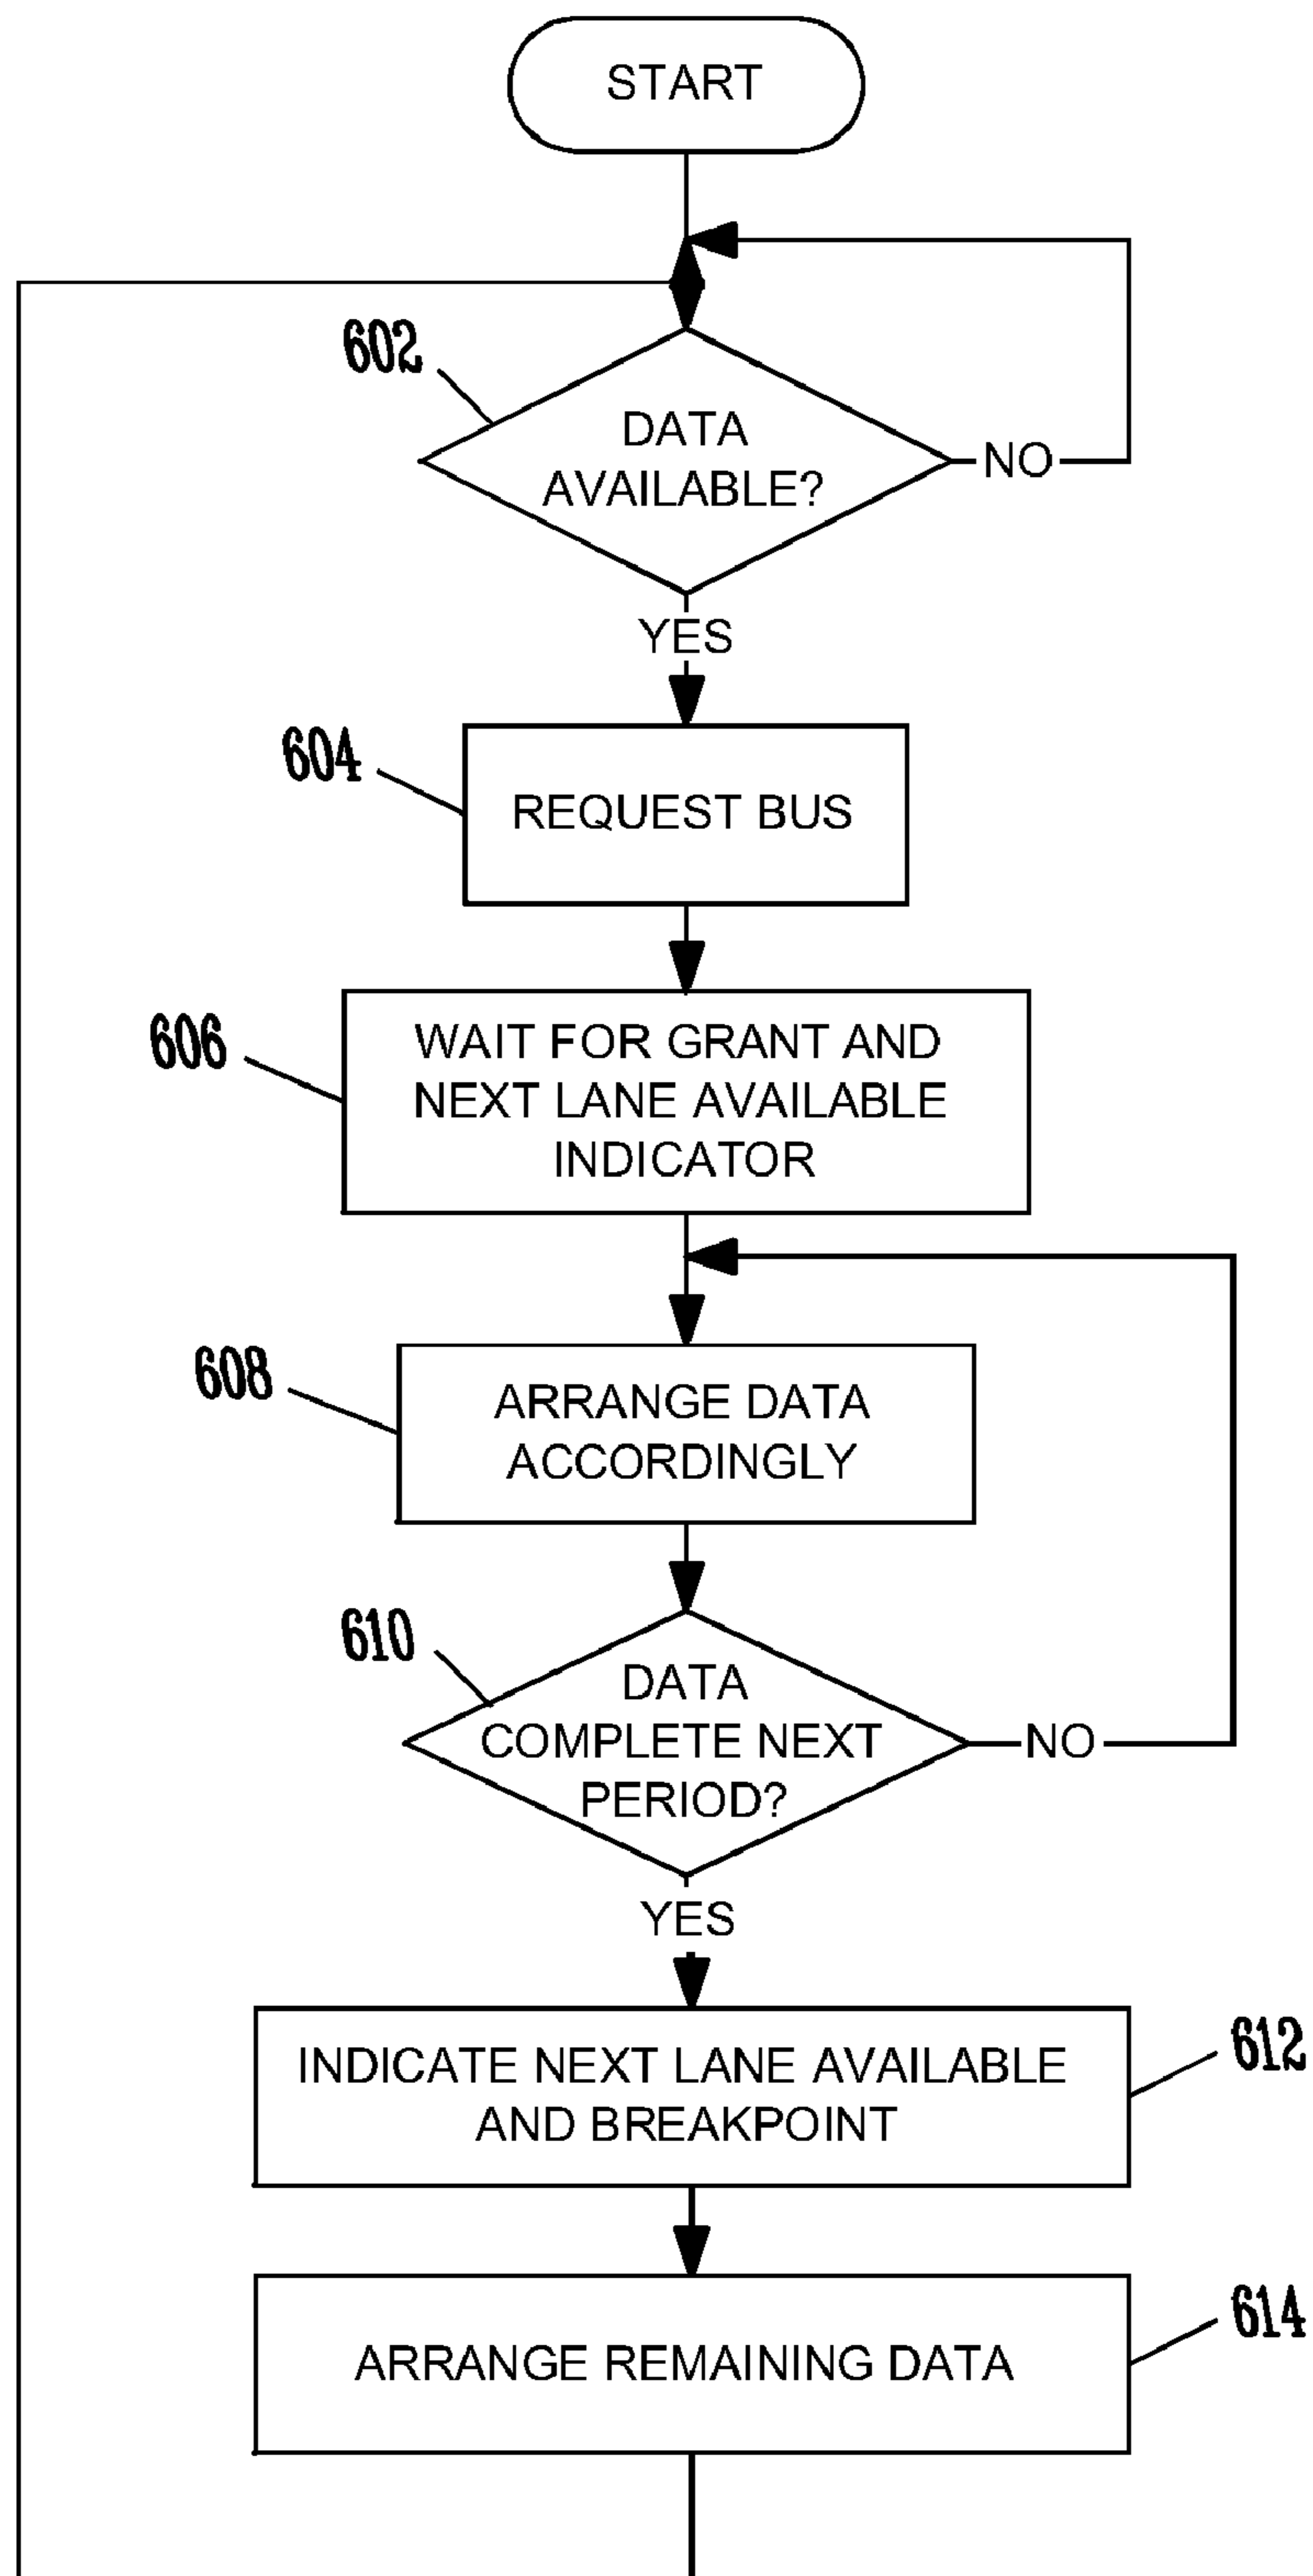 START
602
DATA
AVAILABLE?
NO
YES
604
REQUEST BUS
606
WAIT FOR GRANT AND
NEXT LANE AVAILABLE
INDICATOR
608
ARRANGE DATA
ACCORDINGLY
610
DATA
COMPLETE NEXT
PERIOD?
NO
YES
INDICATE NEXT LANE AVAILABLE
AND BREAKPOINT
612
ARRANGE REMAINING DATA
614